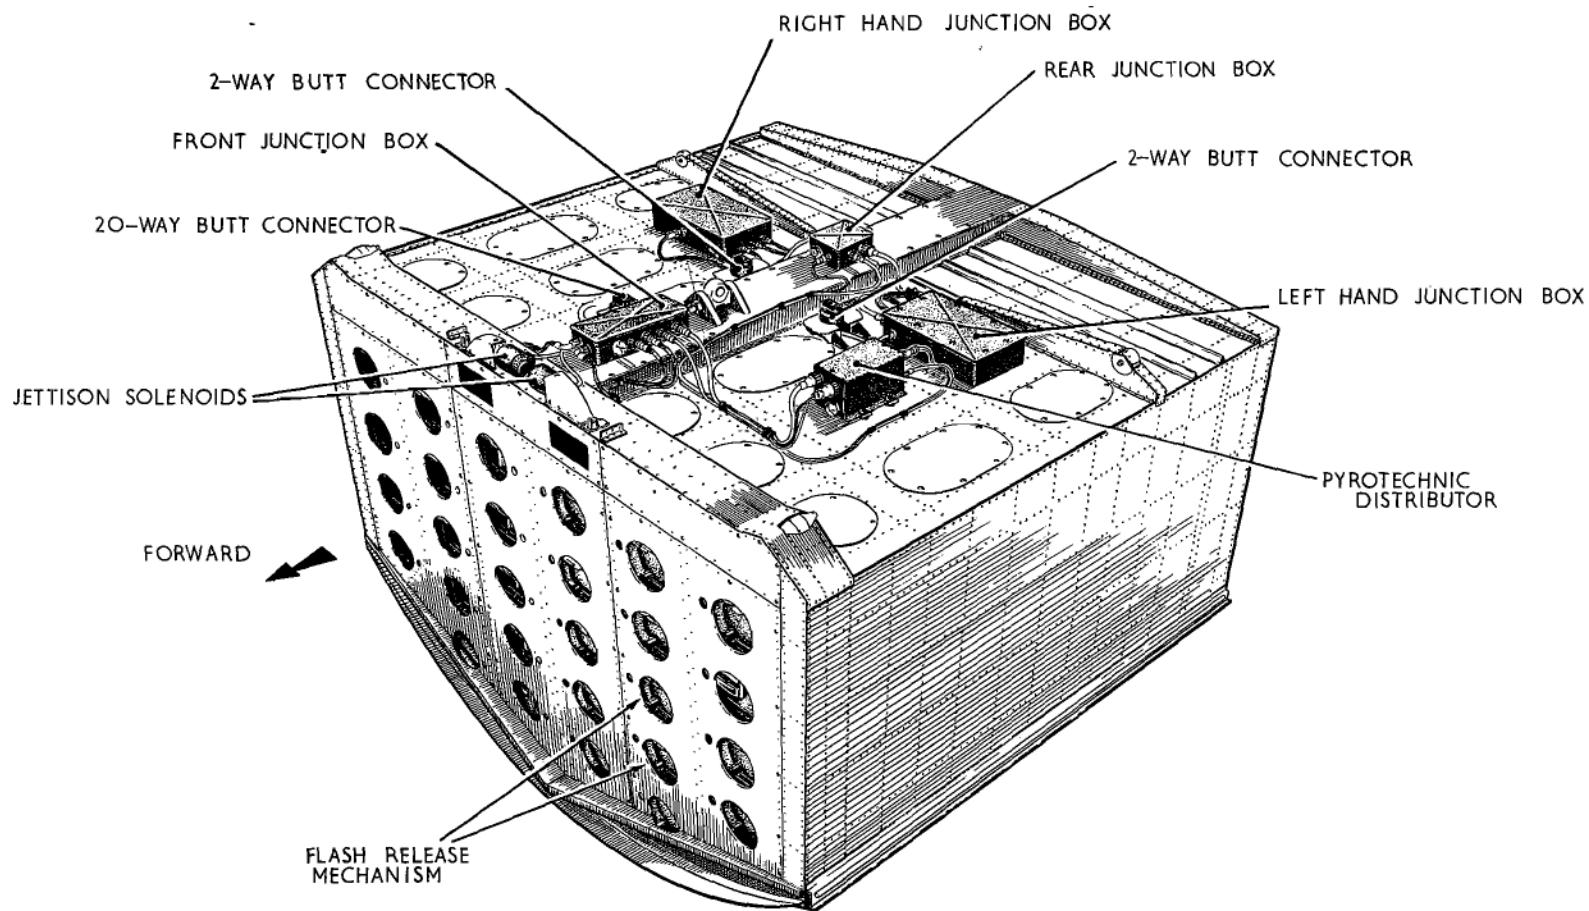 RIGHT HAND JUNCTION BOX
REAR JUNCTION BOX
2-WAY BUTT CONNECTOR
FRONT JUNCTION BOX
2-WAY BUTT CONNECTOR
20-WAY BUTT CONNECTOR
LEFT HAND JUNCTION BOX
JETTISON SOLENOIDS
PYROTECHNIC
DISTRIBUTOR
FORWARD
FLASH RELEASE
MECHANISM